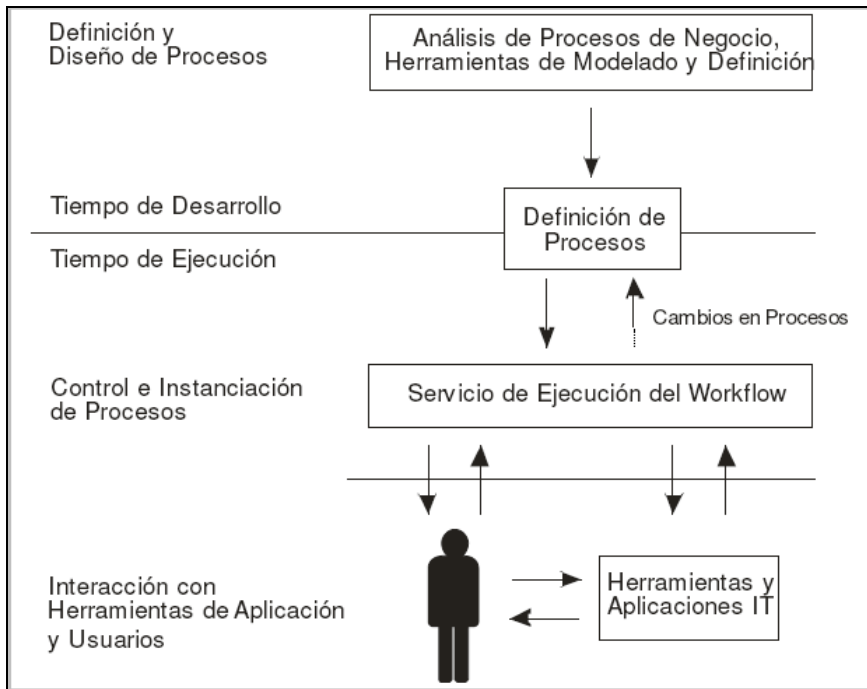 Definición y
Diseño de Procesos
Análisis de Procesos de Negocio,
Herramientas de Modelado y Definición
Tiempo de Desarrollo
Definición de
Procesos
Tiempo de Ejecución
Cambios en Procesos
Control e Instanciación
de Procesos
Servicio de Ejecución del Workflow
Interacción con
Herramientas de Aplicación
y Usuarios
Herramientas y
Aplicaciones IT